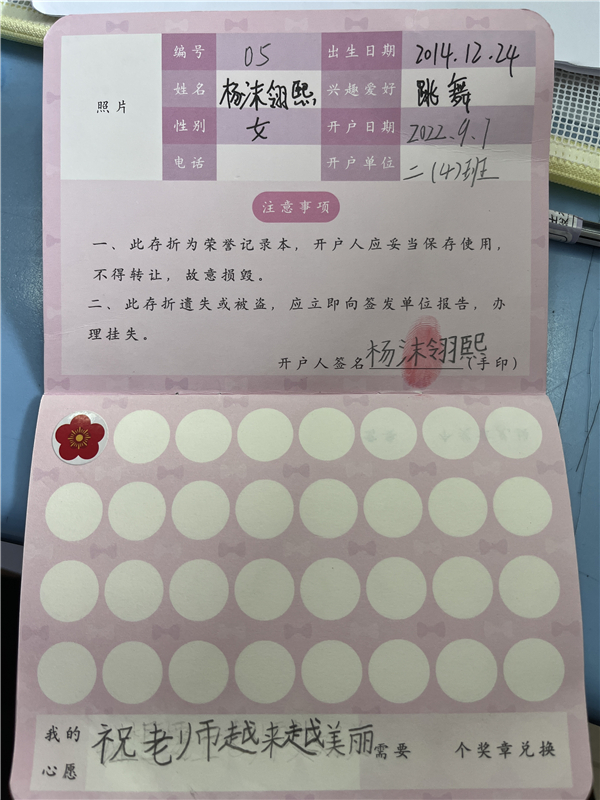 照片
编号 05 出生日期 2014.12.24
姓名 杨沫翎熙 兴趣爱好 跳舞
性别 女 开户日期 2022.9.1
电话 开户单位 二(4)班
注意事项
一、此存折为荣誉记录本，开户人应妥当保存使用，
不得转让，故意损毁。
二、此存折遗失或被盗，应立即向签发单位报告，办
理挂失。
开户人签名 杨沫翎熙 (手印)
我的心愿 祝老师越来越美丽 需要 个奖章兑换